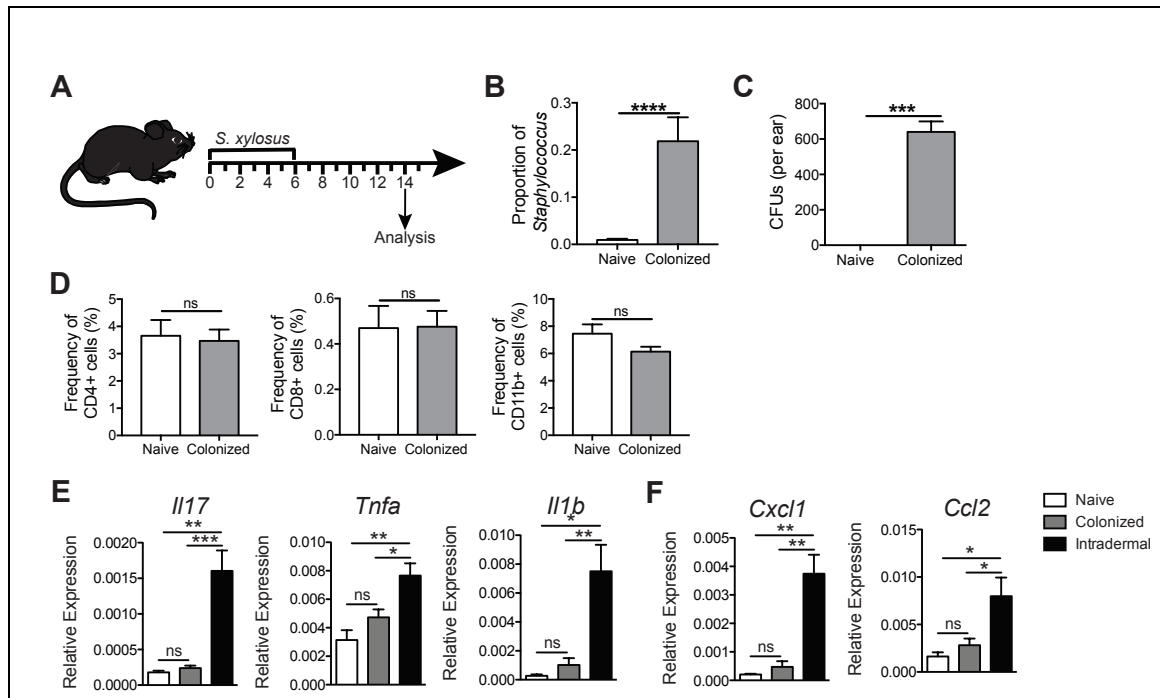 A
S. xylosus
0 2 4 6 8 10 12 14
Analysis
B
Proportion of
Staphylococcus
0.3
0.2
0.1
0.0
****
Naive Colonized
C
CFUs (per ear)
800
600
400
200
0
***
Naive Colonized
D
Frequency of
CD4+ cells (%)
5
4
3
2
1
0
ns
Naive Colonized
Frequency of
CD8+ cells (%)
0.6
0.4
0.2
0.0
ns
Naive Colonized
Frequency of
CD11b+ cells (%)
10
8
6
4
2
0
ns
Naive Colonized
E
Il17
Relative Expression
0.0020
0.0015
0.0010
0.0005
0.0000
**
***
ns
Tnfa
Relative Expression
0.010
0.008
0.006
0.004
0.002
0.000
**
*
ns
Il1b
Relative Expression
0.010
0.008
0.006
0.004
0.002
0.000
*
**
ns
F
Cxcl1
Relative Expression
0.006
0.005
0.004
0.003
0.002
0.001
0.000
**
**
ns
Ccl2
Relative Expression
0.015
0.010
0.005
0.000
*
*
ns
Naive
Colonized
Intradermal